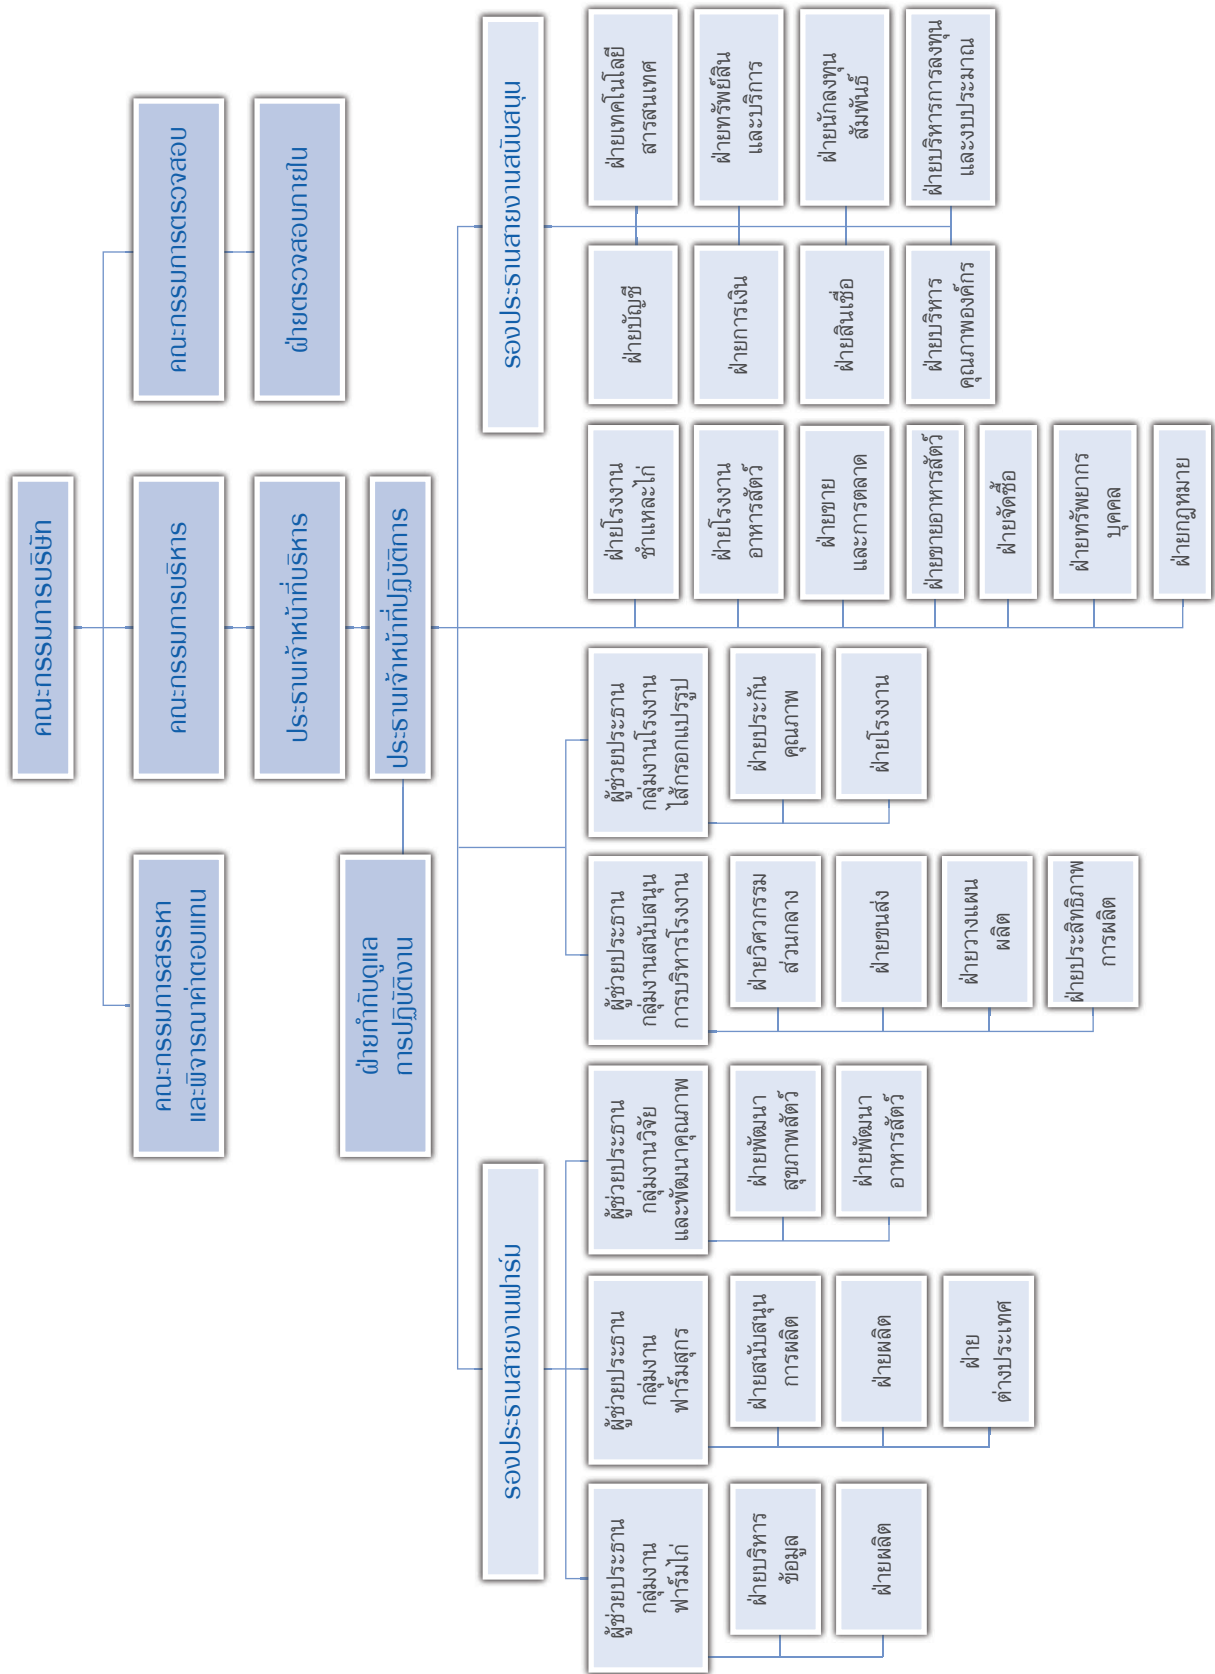 คณะกรรมการบริษัท
คณะกรรมการสรรหา
และพิจารณาค่าตอบแทน
คณะกรรมการบริหาร
คณะกรรมการตรวจสอบ
ประธานเจ้าหน้าที่บริหาร
ฝ่ายตรวจสอบภายใน
ฝ่ายกำกับดูแล
การปฏิบัติงาน
ประธานเจ้าหน้าที่ปฏิบัติการ
รองประธานสายงานฟาร์ม
รองประธานสายงานสนับสนุน
ผู้ช่วยประธาน
กลุ่มงาน
ฟาร์มไก่
ฝ่ายบริหาร
ข้อมูล
ฝ่ายผลิต
ผู้ช่วยประธาน
กลุ่มงาน
ฟาร์มสุกร
ฝ่ายสนับสนุน
การผลิต
ฝ่ายผลิต
ฝ่าย
ต่างประเทศ
ผู้ช่วยประธาน
กลุ่มงานวิจัย
และพัฒนาคุณภาพ
ฝ่ายพัฒนา
สุขภาพสัตว์
ฝ่ายพัฒนา
อาหารสัตว์
ผู้ช่วยประธาน
กลุ่มงานสนับสนุน
การบริหารโรงงาน
ฝ่ายวิศวกรรม
ส่วนกลาง
ฝ่ายขนส่ง
ฝ่ายวางแผน
ผลิต
ฝ่ายประสิทธิภาพ
การผลิต
ผู้ช่วยประธาน
กลุ่มงานโรงงาน
ไส้กรอกแปรรูป
ฝ่ายประกัน
คุณภาพ
ฝ่ายโรงงาน
ฝ่ายโรงงาน
ชำแหละไก่
ฝ่ายโรงงาน
อาหารสัตว์
ฝ่ายขาย
และการตลาด
ฝ่ายขายอาหารสัตว์
ฝ่ายจัดซื้อ
ฝ่ายทรัพยากร
บุคคล
ฝ่ายกฎหมาย
ฝ่ายบัญชี
ฝ่ายการเงิน
ฝ่ายสินเชื่อ
ฝ่ายบริหาร
คุณภาพองค์กร
ฝ่ายเทคโนโลยี
สารสนเทศ
ฝ่ายทรัพย์สิน
และบริการ
ฝ่ายนักลงทุน
สัมพันธ์
ฝ่ายบริหารการลงทุน
และงบประมาณ